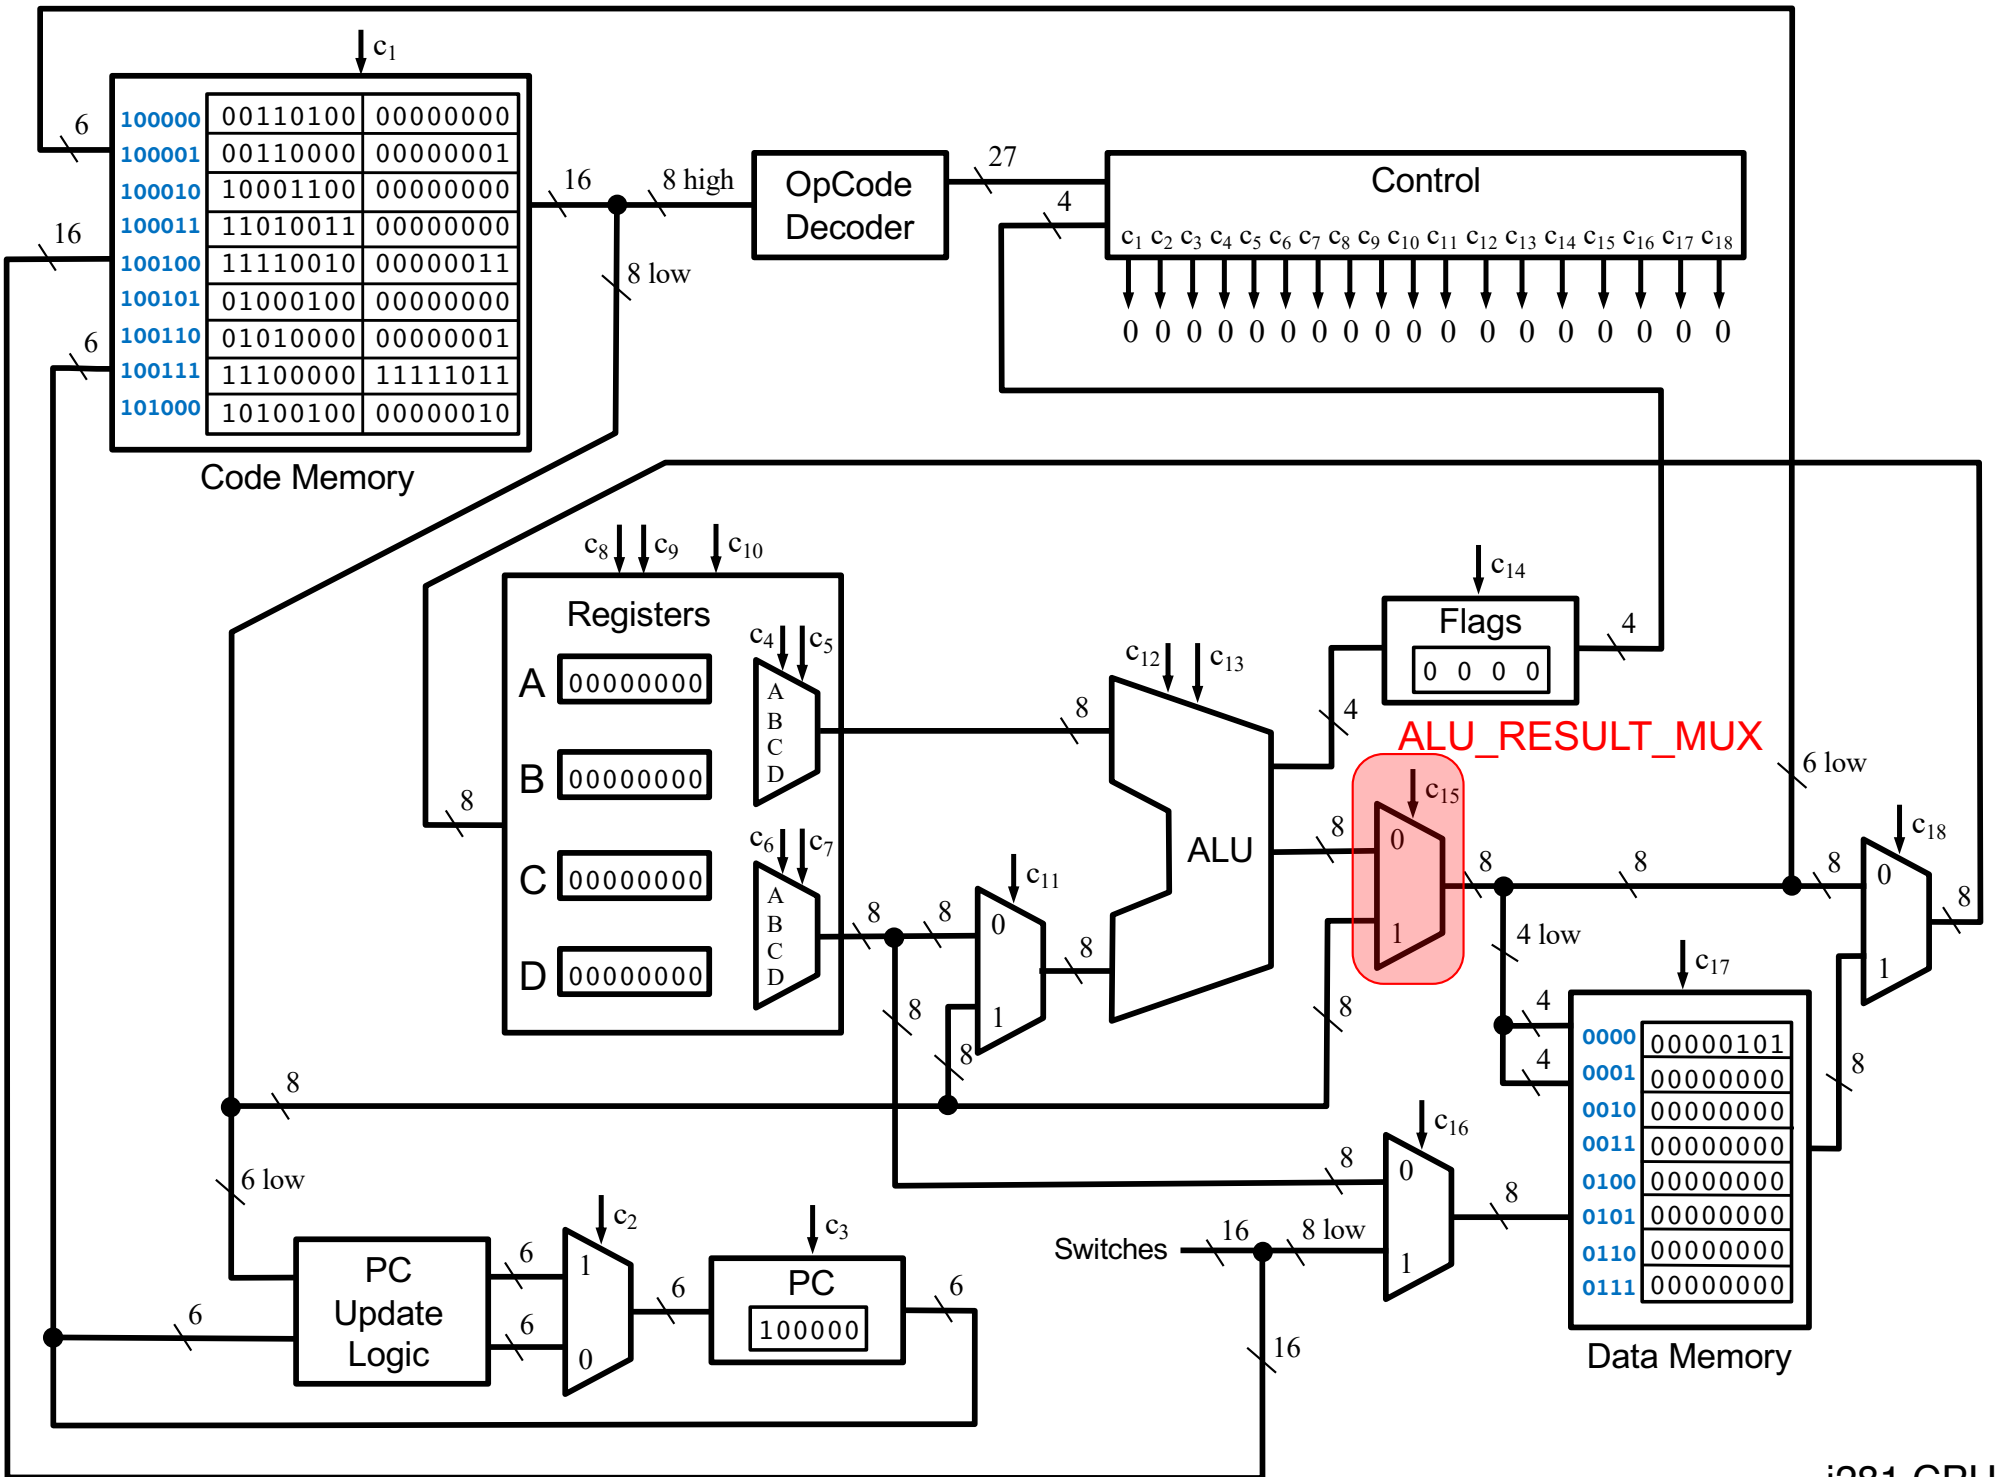 c1
100000 00110100 00000000
100001 00110000 00000001
100010 10001100 00000000
100011 11010011 00000000
100100 11110010 00000011
100101 01000100 00000000
100110 01010000 00000001
100111 11100000 11111011
101000 10100100 00000010
Code Memory
6
16
6
16
8 high
8 low
OpCode
Decoder
27
4
Control
c1 c2 c3 c4 c5 c6 c7 c8 c9 c10 c11 c12 c13 c14 c15 c16 c17 c18
0 0 0 0 0 0 0 0 0 0 0 0 0 0 0 0 0 0
c8 c9 c10
Registers
A 00000000
B 00000000
C 00000000
D 00000000
8
c4 c5
A
B
C
D
c6 c7
A
B
C
D
8
8
8
8
c11
0
1
8
8
8
c12 c13
ALU
4
8
c14
Flags
0 0 0 0
4
ALU_RESULT_MUX
c15
0
1
8
8
8
4 low
6 low
8
c18
0
1
8
c17
4
4
0000 00000101
0001 00000000
0010 00000000
0011 00000000
0100 00000000
0101 00000000
0110 00000000
0111 00000000
Data Memory
8
8
c16
0
1
8
8
Switches
16
8 low
16
6 low
6
PC
Update
Logic
6
6
c2
1
0
6
c3
PC
100000
6